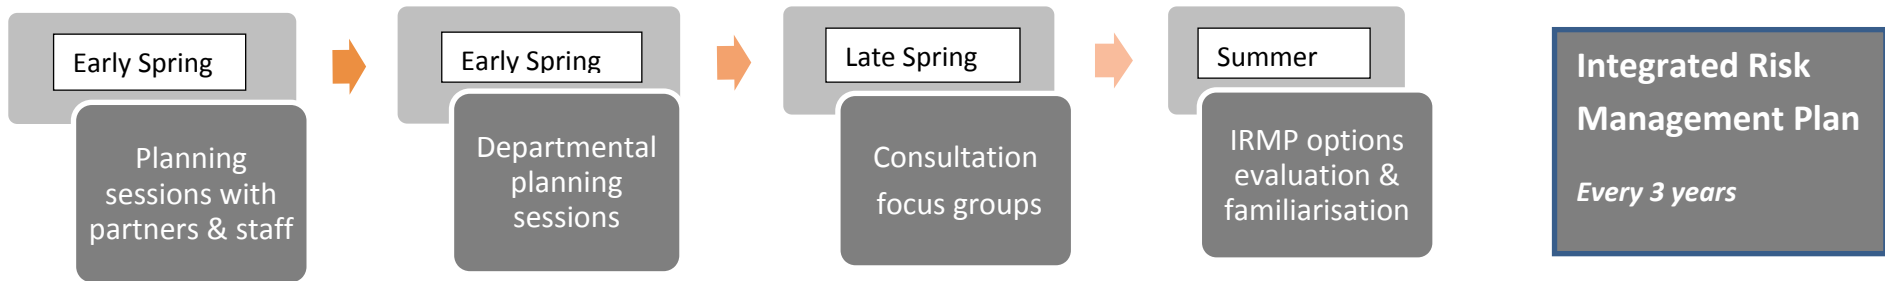 Early Spring
Planning
sessions with
partners & staff
Early Spring
Departmental
planning
sessions
Late Spring
Consultation
focus groups
Summer
IRMP options
evaluation &
familiarisation
Integrated Risk
Management Plan
Every 3 years